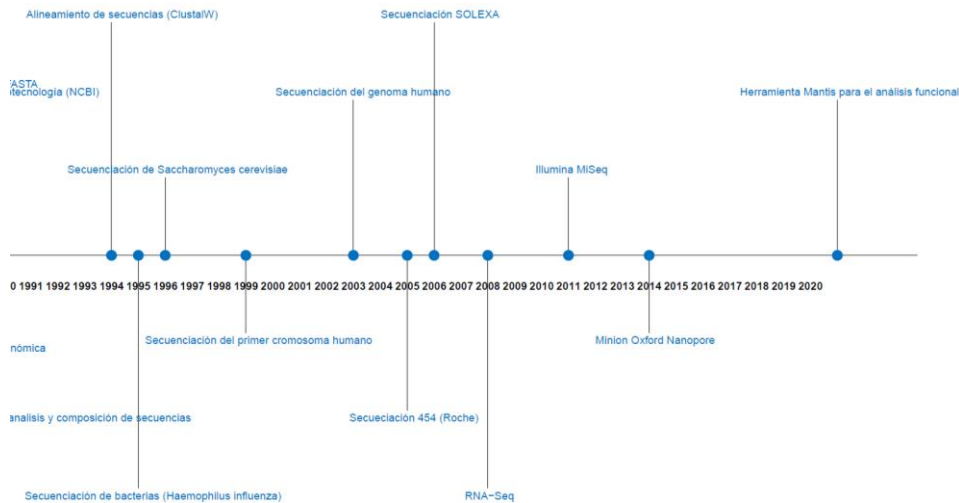 Alineamiento de secuencias (ClustalW)
Secuenciación SOLEXA
FASTA
otecnología (NCBI)
Secuenciación del genoma humano
Herramienta Mantis para el análisis funcional
Secuenciación de Saccharomyces cerevisiae
Illumina MiSeq
0 1991 1992 1993 1994 1995 1996 1997 1998 1999 2000 2001 2002 2003 2004 2005 2006 2007 2008 2009 2010 2011 2012 2013 2014 2015 2016 2017 2018 2019 2020
Secuenciación del primer cromosoma humano
Minion Oxford Nanopore
nómica
analisis y composición de secuencias
Secueciación 454 (Roche)
Secuenciación de bacterias (Haemophilus influenza)
RNA-Seq